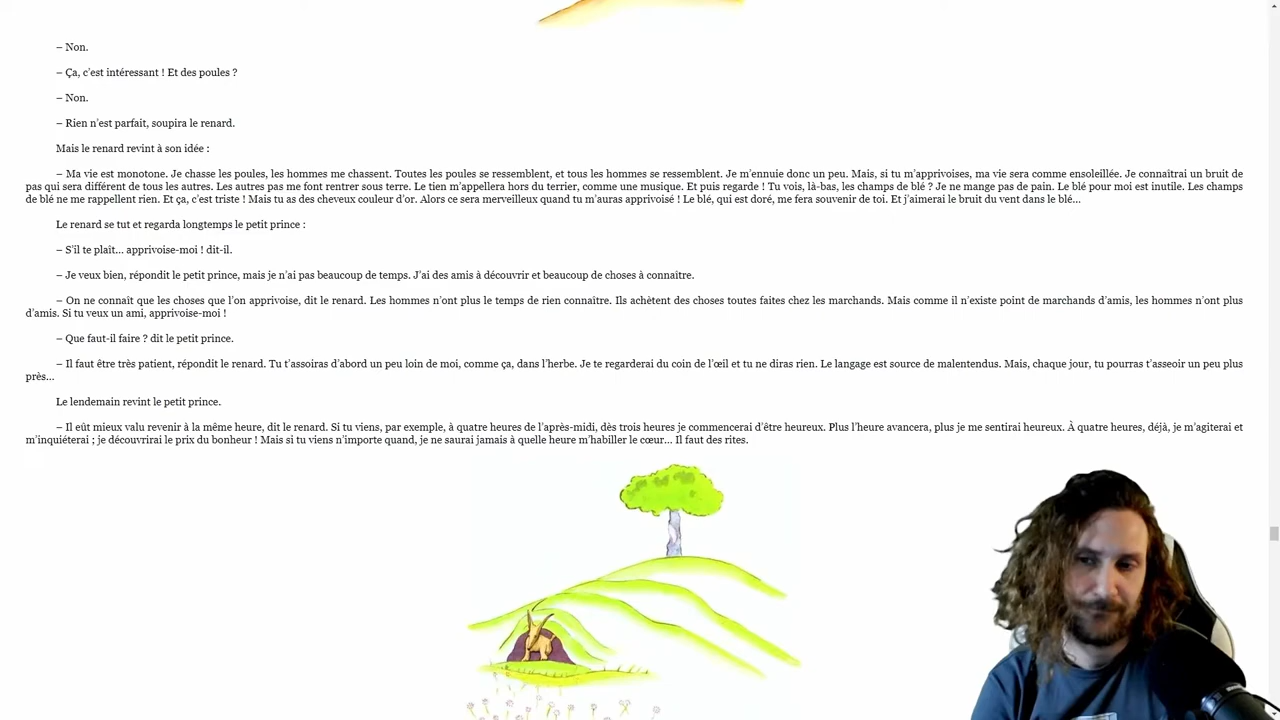 – Non.
– Ça, c’est intéressant ! Et des poules ?
– Non.
– Rien n’est parfait, soupira le renard.
Mais le renard revint à son idée :
– Ma vie est monotone. Je chasse les poules, les hommes me chassent. Toutes les poules se ressemblent, et tous les hommes se ressemblent. Je m’ennuie donc un peu. Mais, si tu m’apprivoises, ma vie sera comme ensoleillée. Je connaîtrai un bruit de
pas qui sera différent de tous les autres. Les autres pas me font rentrer sous terre. Le tien m’appellera hors du terrier, comme une musique. Et puis regarde ! Tu vois, là-bas, les champs de blé ? Je ne mange pas de pain. Le blé pour moi est inutile. Les champs
de blé ne me rappellent rien. Et ça, c’est triste ! Mais tu as des cheveux couleur d’or. Alors ce sera merveilleux quand tu m’auras apprivoisé ! Le blé, qui est doré, me fera souvenir de toi. Et j’aimerai le bruit du vent dans le blé…
Le renard se tut et regarda longtemps le petit prince :
– S’il te plaît… apprivoise-moi ! dit-il.
– Je veux bien, répondit le petit prince, mais je n’ai pas beaucoup de temps. J’ai des amis à découvrir et beaucoup de choses à connaître.
– On ne connaît que les choses que l’on apprivoise, dit le renard. Les hommes n’ont plus le temps de rien connaître. Ils achètent des choses toutes faites chez les marchands. Mais comme il n’existe point de marchands d’amis, les hommes n’ont plus
d’amis. Si tu veux un ami, apprivoise-moi !
– Que faut-il faire ? dit le petit prince.
– Il faut être très patient, répondit le renard. Tu t’assoiras d’abord un peu loin de moi, comme ça, dans l’herbe. Je te regarderai du coin de l’œil et tu ne diras rien. Le langage est source de malentendus. Mais, chaque jour, tu pourras t’asseoir un peu plus
près…
Le lendemain revint le petit prince.
– Il eût mieux valu revenir à la même heure, dit le renard. Si tu viens, par exemple, à quatre heures de l’après-midi, dès trois heures je commencerai d’être heureux. Plus l’heure avancera, plus je me sentirai heureux. À quatre heures, déjà, je m’agiterai et
m’inquiéterai ; je découvrirai le prix du bonheur ! Mais si tu viens n’importe quand, je ne saurai jamais à quelle heure m’habiller le cœur… Il faut des rites.